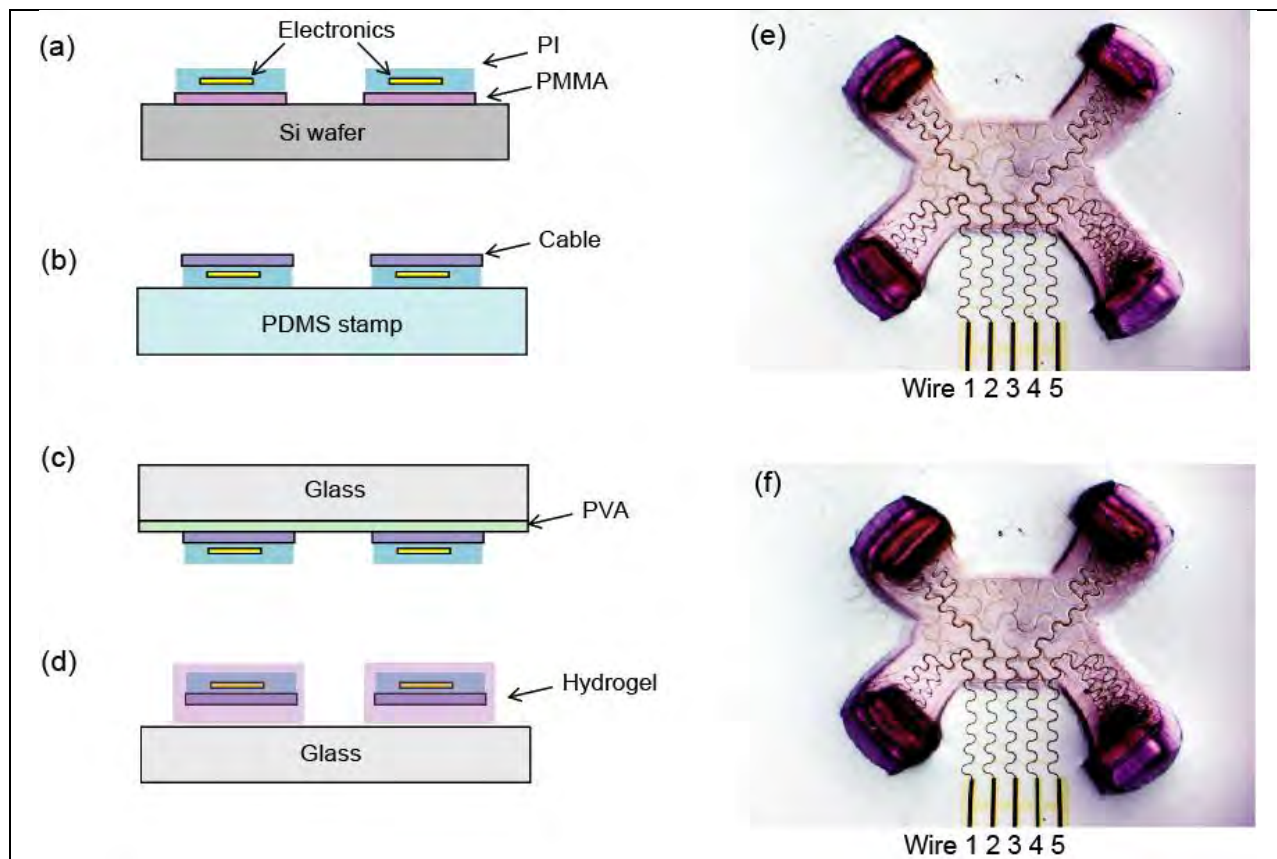 (a)
Electronics
PI
PMMA
Si wafer
(b)
Cable
PDMS stamp
(c)
Glass
PVA
(d)
Hydrogel
Glass
(e)
Wire 1 2 3 4 5
(f)
Wire 1 2 3 4 5